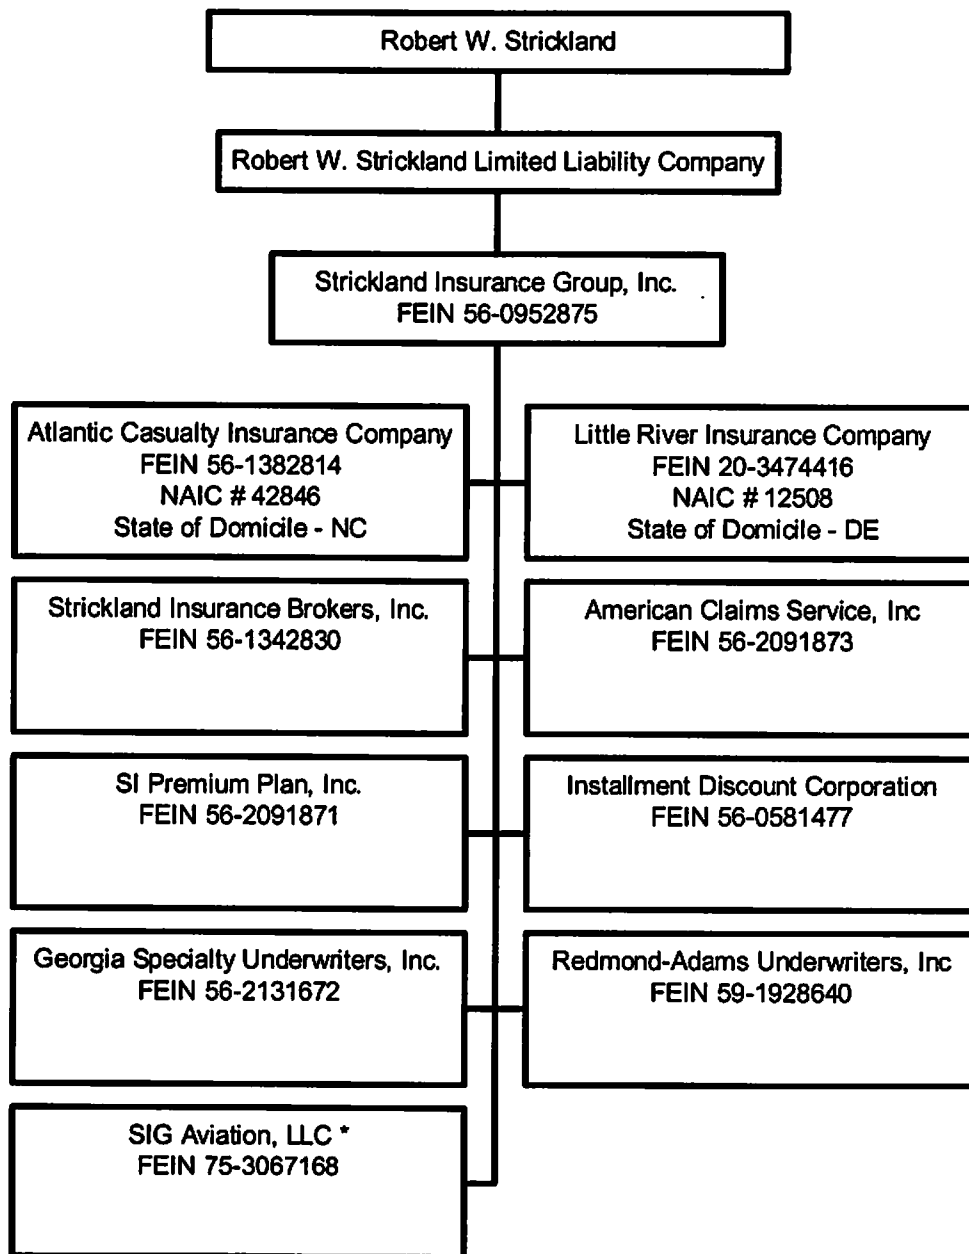 Robert W. Strickland
Robert W. Strickland Limited Liability Company
Strickland Insurance Group, Inc.
FEIN 56-0952875
Atlantic Casualty Insurance Company
FEIN 56-1382814
NAIC # 42846
State of Domicile - NC
Little River Insurance Company
FEIN 20-3474416
NAIC # 12508
State of Domicile - DE
Strickland Insurance Brokers, Inc.
FEIN 56-1342830
American Claims Service, Inc
FEIN 56-2091873
SI Premium Plan, Inc.
FEIN 56-2091871
Installment Discount Corporation
FEIN 56-0581477
Georgia Specialty Underwriters, Inc.
FEIN 56-2131672
Redmond-Adams Underwriters, Inc
FEIN 59-1928640
SIG Aviation, LLC *
FEIN 75-3067168